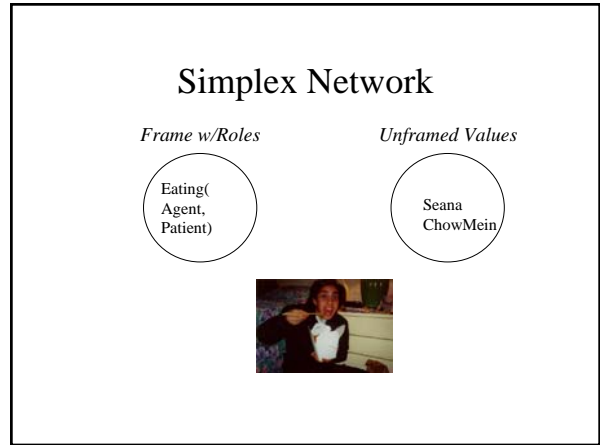 Simplex Network
Frame w/Roles
Unframed Values
Eating(
Agent,
Patient)
Seana
ChowMein